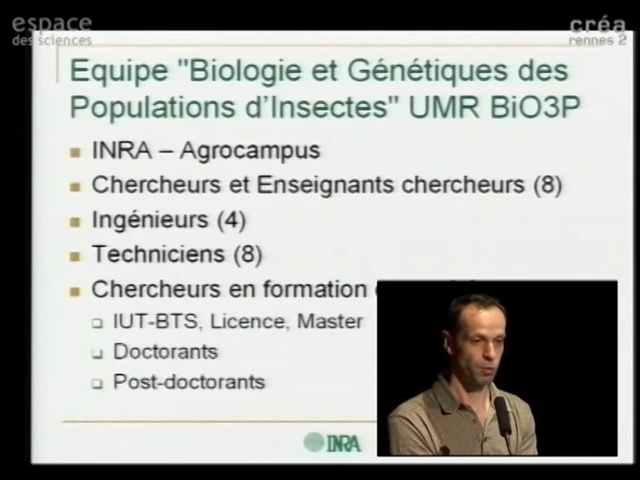 espace
des sciences
créa
rennes 2
Equipe "Biologie et Génétiques des
Populations d'Insectes" UMR BiO3P
INRA – Agrocampus
Chercheurs et Enseignants chercheurs (8)
Ingénieurs (4)
Techniciens (8)
Chercheurs en formation
IUT-BTS, Licence, Master
Doctorants
Post-doctorants
INRA